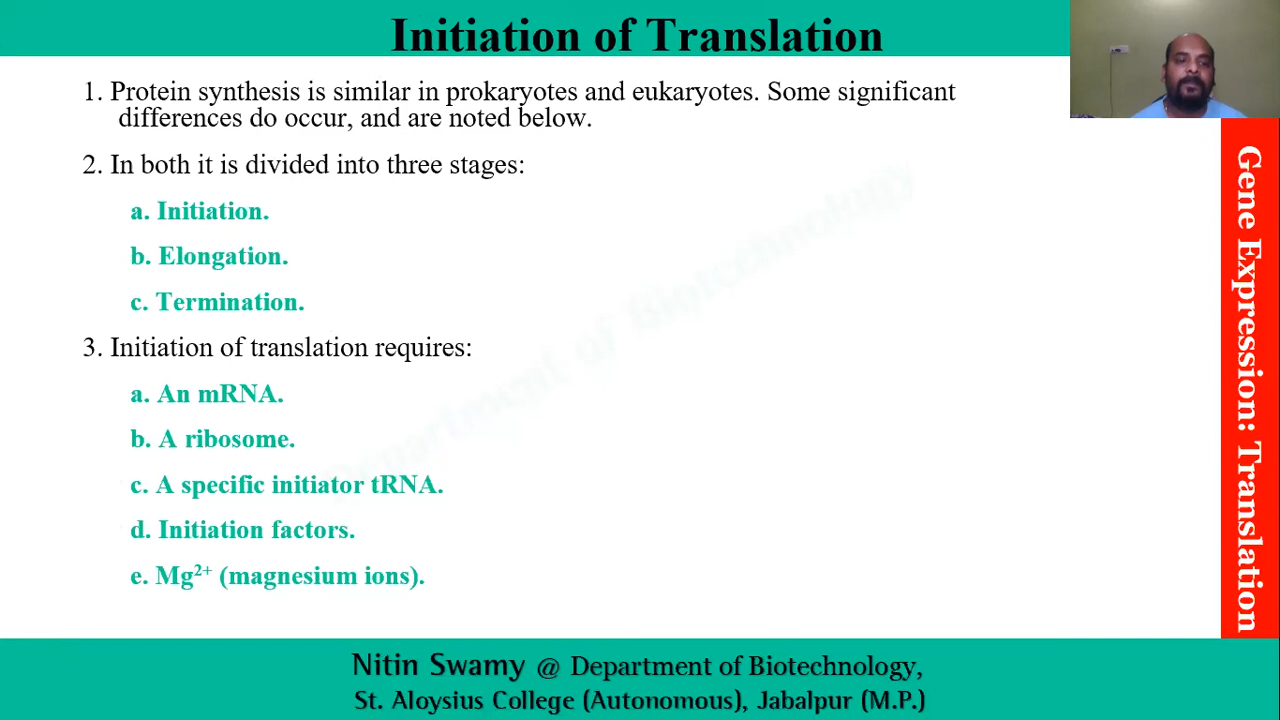 Initiation of Translation
1. Protein synthesis is similar in prokaryotes and eukaryotes. Some significant
differences do occur, and are noted below.
2. In both it is divided into three stages:
a. Initiation.
b. Elongation.
c. Termination.
3. Initiation of translation requires:
a. An mRNA.
b. A ribosome.
c. A specific initiator tRNA.
d. Initiation factors.
e. Mg²⁺ (magnesium ions).
Department of Biotechnology
Gene Expression: Translation
Nitin Swamy @ Department of Biotechnology,
St. Aloysius College (Autonomous), Jabalpur (M.P.)